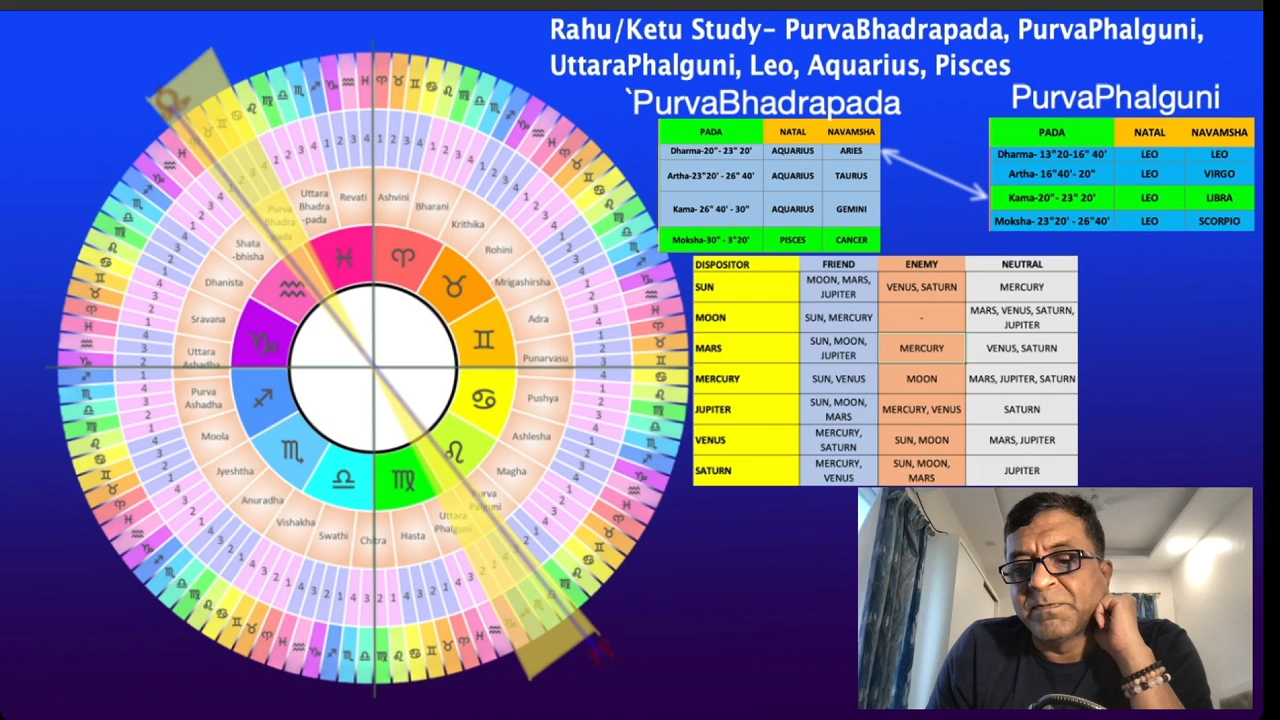 Rahu/Ketu Study- PurvaBhadrapada, PurvaPhalguni,
UttaraPhalguni, Leo, Aquarius, Pisces
`PurvaBhadrapada
PADA NATAL NAVAMSHA
Dharma-20"- 23" 20' AQUARIUS ARIES
Artha-23"20' - 26" 40' AQUARIUS TAURUS
Kama- 26" 40' - 30" AQUARIUS GEMINI
Moksha-30" - 3"20' PISCES CANCER
PurvaPhalguni
PADA NATAL NAVAMSHA
Dharma- 13"20-16" 40' LEO LEO
Artha- 16"40'- 20" LEO VIRGO
Kama-20"- 23" 20' LEO LIBRA
Moksha- 23"20' - 26"40' LEO SCORPIO
DISPOSITOR FRIEND ENEMY NEUTRAL
SUN MOON, MARS, JUPITER VENUS, SATURN MERCURY
MOON SUN, MERCURY - MARS, VENUS, SATURN, JUPITER
MARS SUN, MOON, JUPITER MERCURY VENUS, SATURN
MERCURY SUN, VENUS MOON MARS, JUPITER, SATURN
JUPITER SUN, MOON, MARS MERCURY, VENUS SATURN
VENUS MERCURY, SATURN SUN, MOON MARS, JUPITER
SATURN MERCURY, VENUS SUN, MOON, MARS JUPITER
Ashvini
Bharani
Krithika
Rohini
Mrigashirsha
Adra
Punarvasu
Pushya
Ashlesha
Magha
Purva
Palguni
Uttara
Phalguni
Hasta
Chitra
Swathi
Vishakha
Anuradha
Jyeshtha
Moola
Purva
Ashadha
Uttara
Ashadha
Sravana
Dhanista
Shata
-bhisha
Purva
Bhadra
-pada
Uttara
Bhadra
-pada
Revati